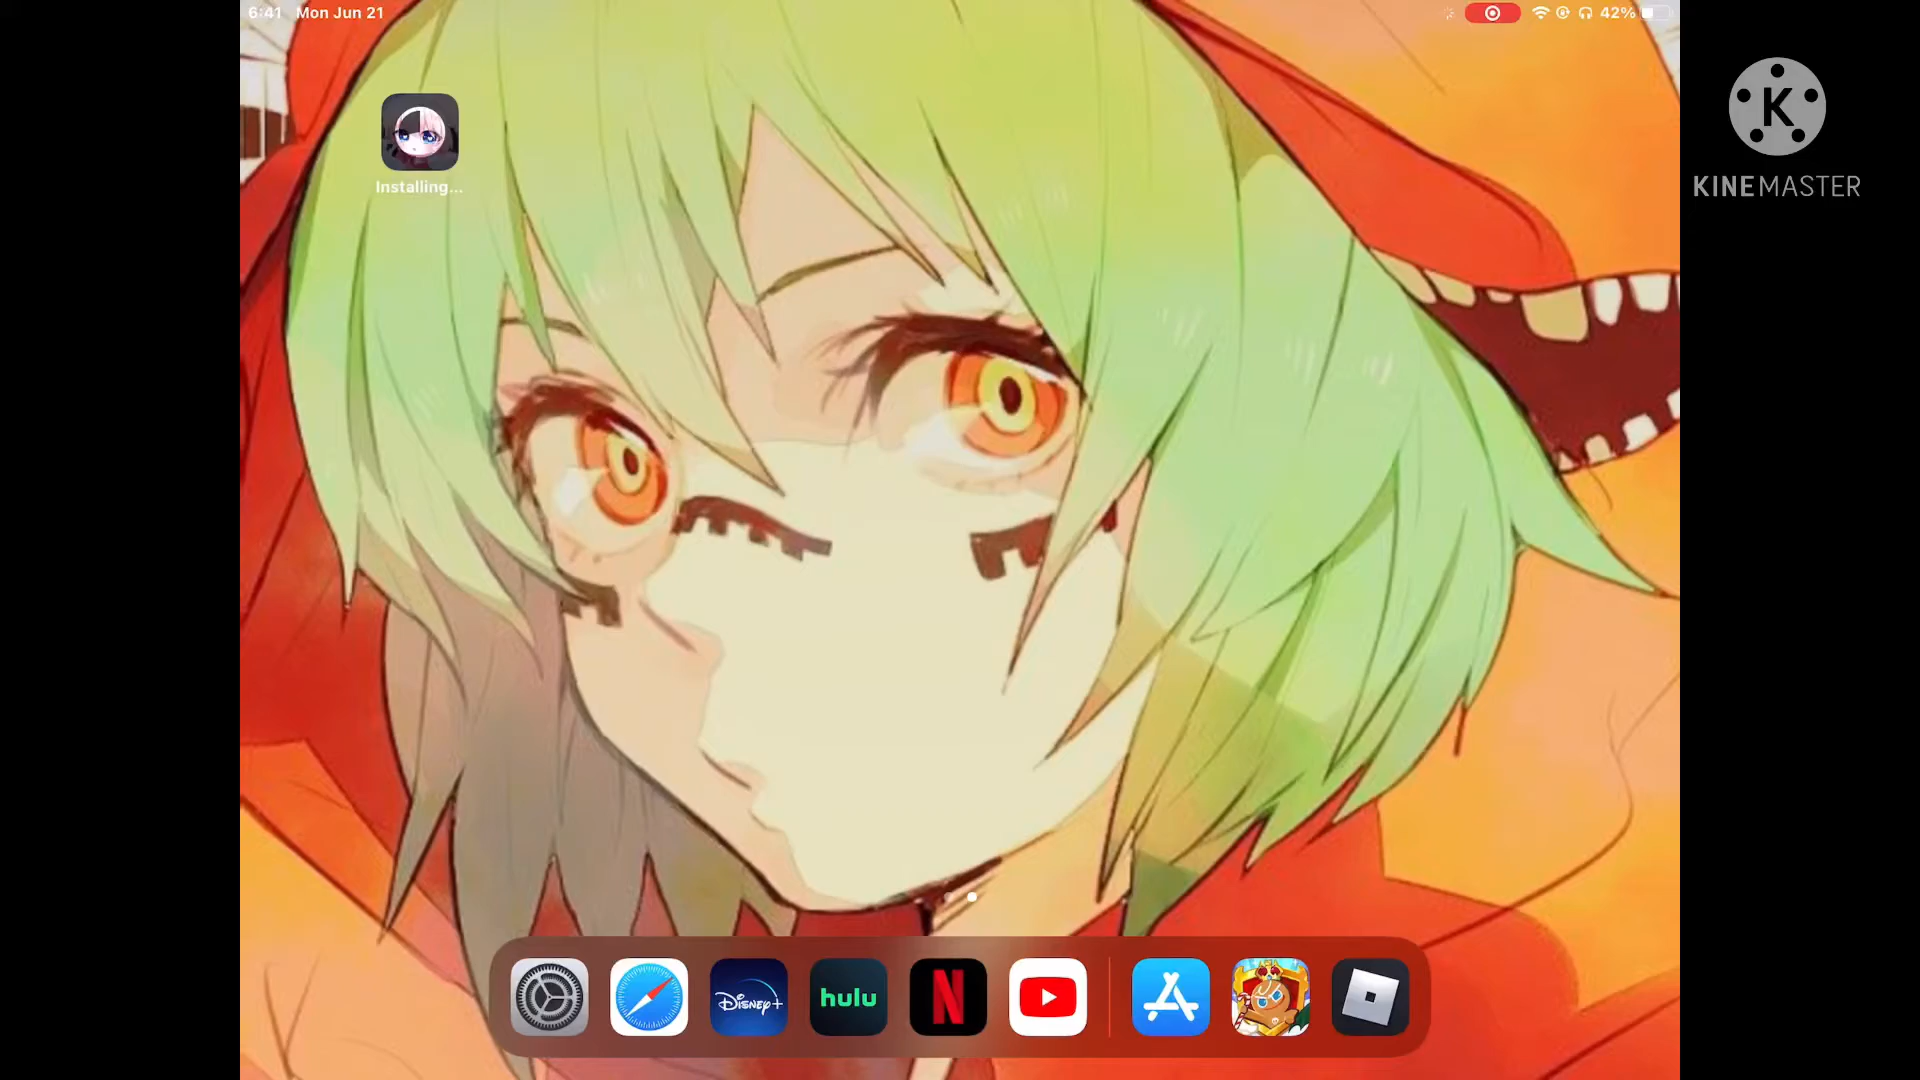 6:41 Mon Jun 21
42%
K
KINEMASTER
Installing...
Disney+
hulu
N